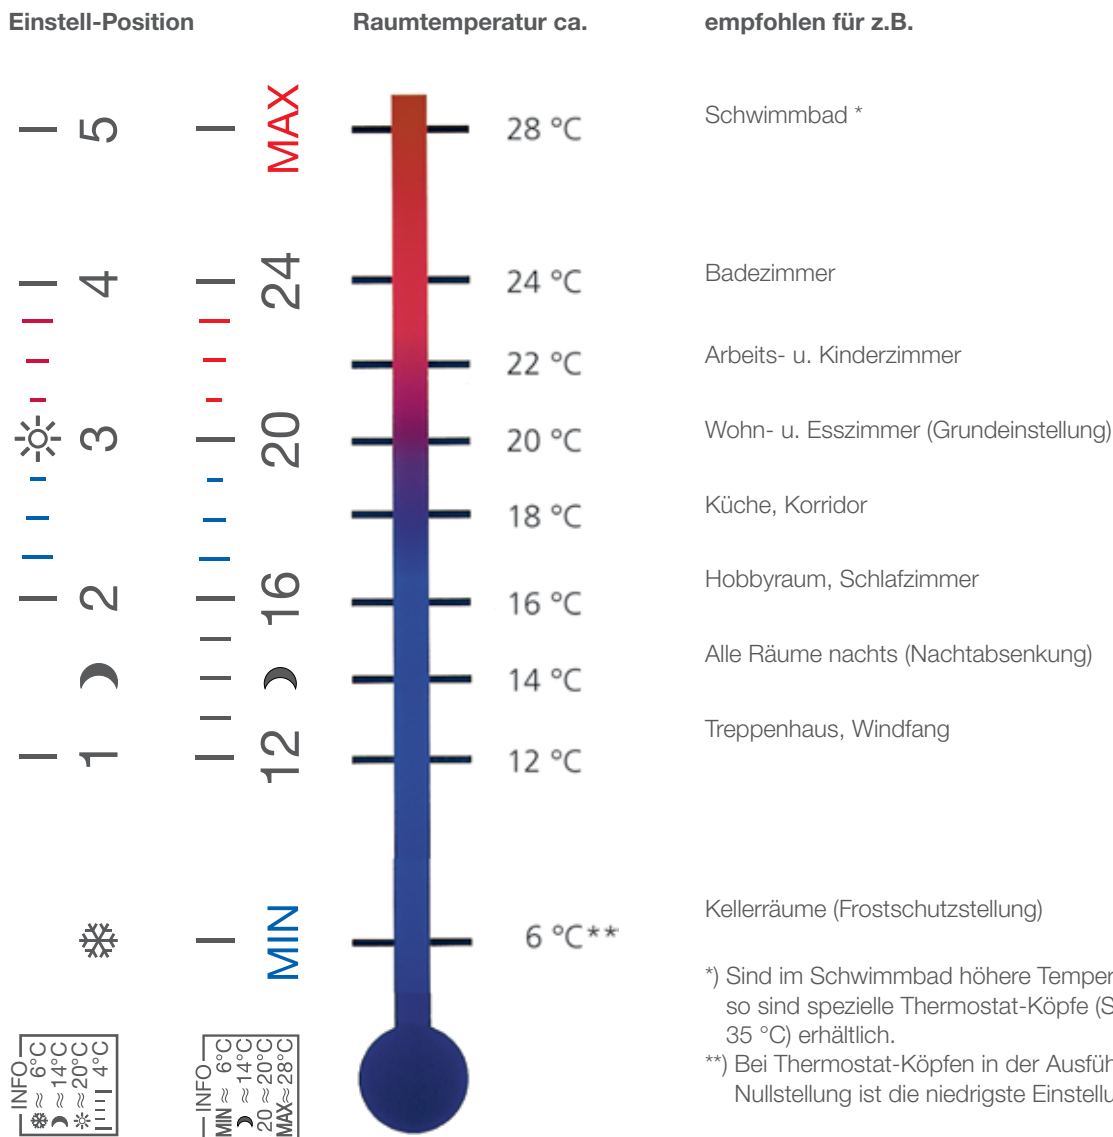 Einstell-Position Raumtemperatur ca. empfohlen für z.B.
5 MAX 28 °C Schwimmbad *
4 24 24 °C Badezimmer
22 °C Arbeits- u. Kinderzimmer
3 20 20 °C Wohn- u. Esszimmer (Grundeinstellung)
18 °C Küche, Korridor
2 16 16 °C Hobbyraum, Schlafzimmer
14 °C Alle Räume nachts (Nachtabsenkung)
1 12 12 °C Treppenhaus, Windfang
MIN 6 °C** Kellerräume (Frostschutzstellung)
*) Sind im Schwimmbad höhere
so sind spezielle Thermostat-Köpfe
35 °C) erhältlich.
**) Bei Thermostat-Köpfen in der
Nullstellung ist die niedrigste
INFO
≈ 6°C
≈ 14°C
≈ 20°C
4°C
INFO
MIN ≈ 6°C
≈ 14°C
20 ≈ 20°C
MAX ≈ 28°C